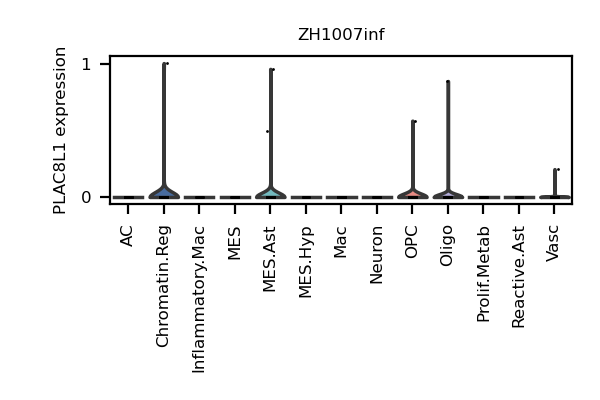 ZH1007inf
PLAC8L1 expression
1
0
AC
Chromatin.Reg
Inflammatory.Mac
MES
MES.Ast
MES.Hyp
Mac
Neuron
OPC
Oligo
Prolif.Metab
Reactive.Ast
Vasc